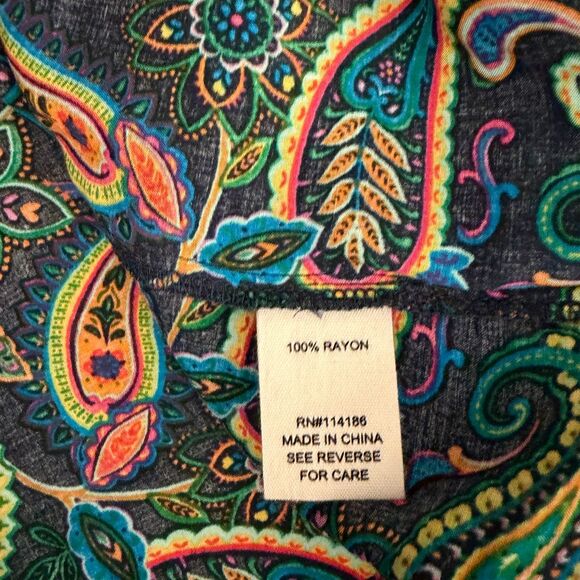 100% RAYON
RN#114186
MADE IN CHINA
SEE REVERSE
FOR CARE